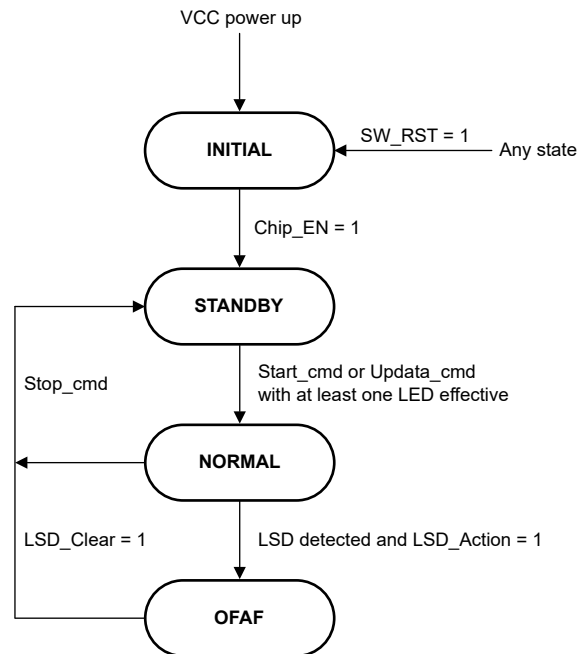 VCC power up
INITIAL
SW_RST = 1
Any state
Chip_EN = 1
STANDBY
Start_cmd or Updata_cmd
with at least one LED effective
Stop_cmd
NORMAL
LSD_Clear = 1
LSD detected and LSD_Action = 1
OFAF